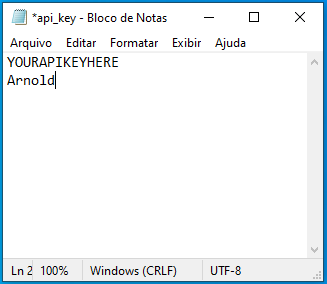 *api_key - Bloco de Notas
Arquivo Editar Formatar Exibir Ajuda
YOURAPIKEYHERE
Arnold
Ln 2 100% Windows (CRLF) UTF-8